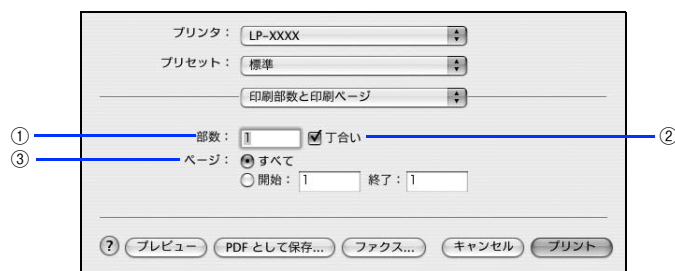 プリンタ： LP-XXXX
プリセット： 標準
印刷部数と印刷ページ
① 部数： 1 丁合い ②
③ ページ： すべて
開始： 1 終了： 1
? プレビュー PDF として保存... ファクス... キャンセル プリント